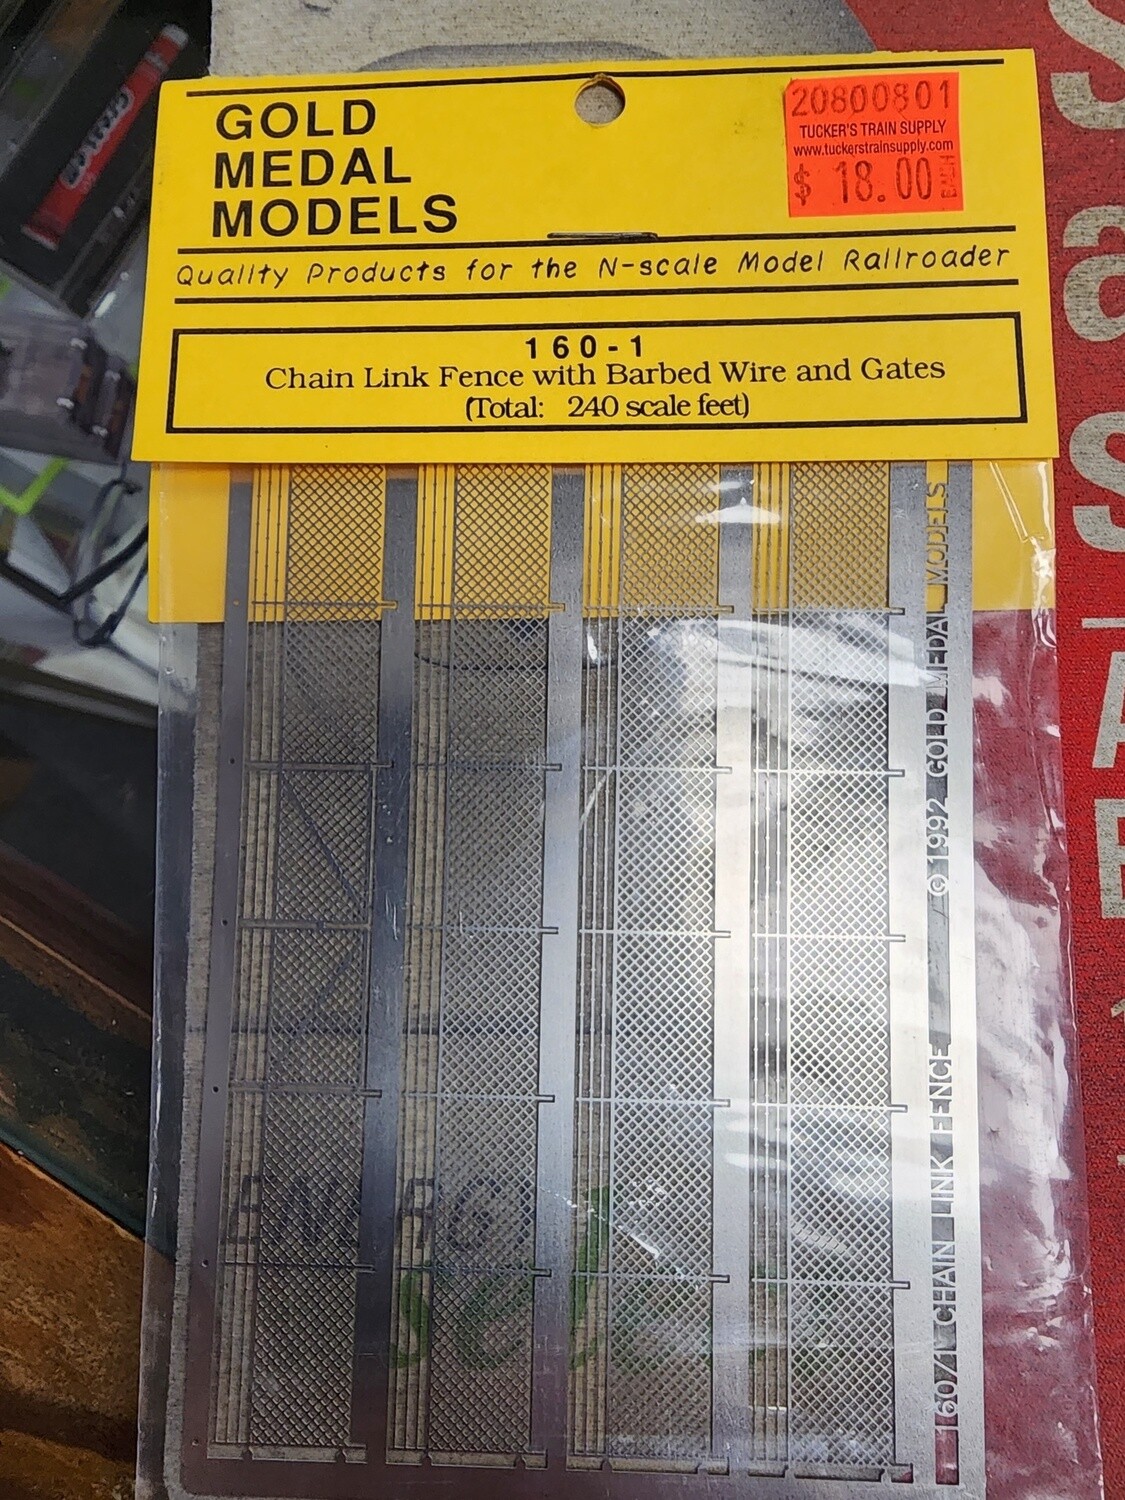 GOLD
MEDAL
MODELS
20800801
TUCKER'S TRAIN SUPPLY
www.tuckerstrainsupply.com
$ 18.00 EACH
Quality Products for the N-scale Model Railroader
160-1
Chain Link Fence with Barbed Wire and Gates
(Total: 240 scale feet)
160/1 CHAIN LINK FENCE © 1992 GOLD MEDAL MODELS